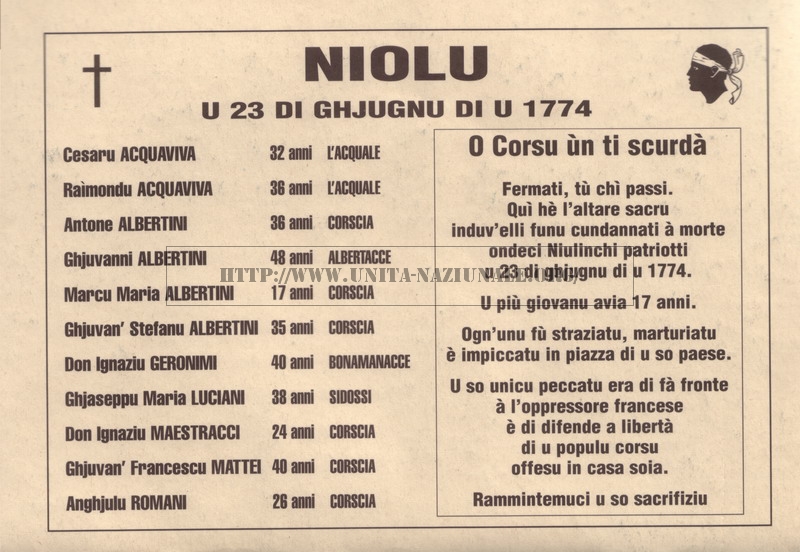 NIOLU
U 23 DI GHJUGNU DI U 1774
Cesaru ACQUAVIVA 32 anni L'ACQUALE
Raìmondu ACQUAVIVA 36 anni L'ACQUALE
Antone ALBERTINI 36 anni CORSCIA
Ghjuvanni ALBERTINI 48 anni ALBERTACCE
Marcu Maria ALBERTINI 17 anni CORSCIA
Ghjuvan' Stefanu ALBERTINI 35 anni CORSCIA
Don Ignaziu GERONIMI 40 anni BONAMANACCE
Ghjaseppu Maria LUCIANI 38 anni SIDOSSI
Don Ignaziu MAESTRACCI 24 anni CORSCIA
Ghjuvan' Francescu MATTEI 40 anni CORSCIA
Anghjulu ROMANI 26 anni CORSCIA
O Corsu ùn ti scurdà
Fermati, tù chì passi.
Quì hè l'altare sacru
induv'elli funu cundannati à morte
ondeci Niulinchi patriotti
u 23 di ghjugnu di u 1774.
U più giovanu avia 17 anni.
Ogn'unu fù straziatu, marturiatu
è impiccatu in piazza di u so paese.
U so unicu peccatu era di fà fronte
à l'oppressore francese
è di difende a libertà
di u populu corsu
offesu in casa soia.
Rammintemuci u so sacrifiziu
HTTP://WWW.UNITA-NAZIUNALE.ORG/